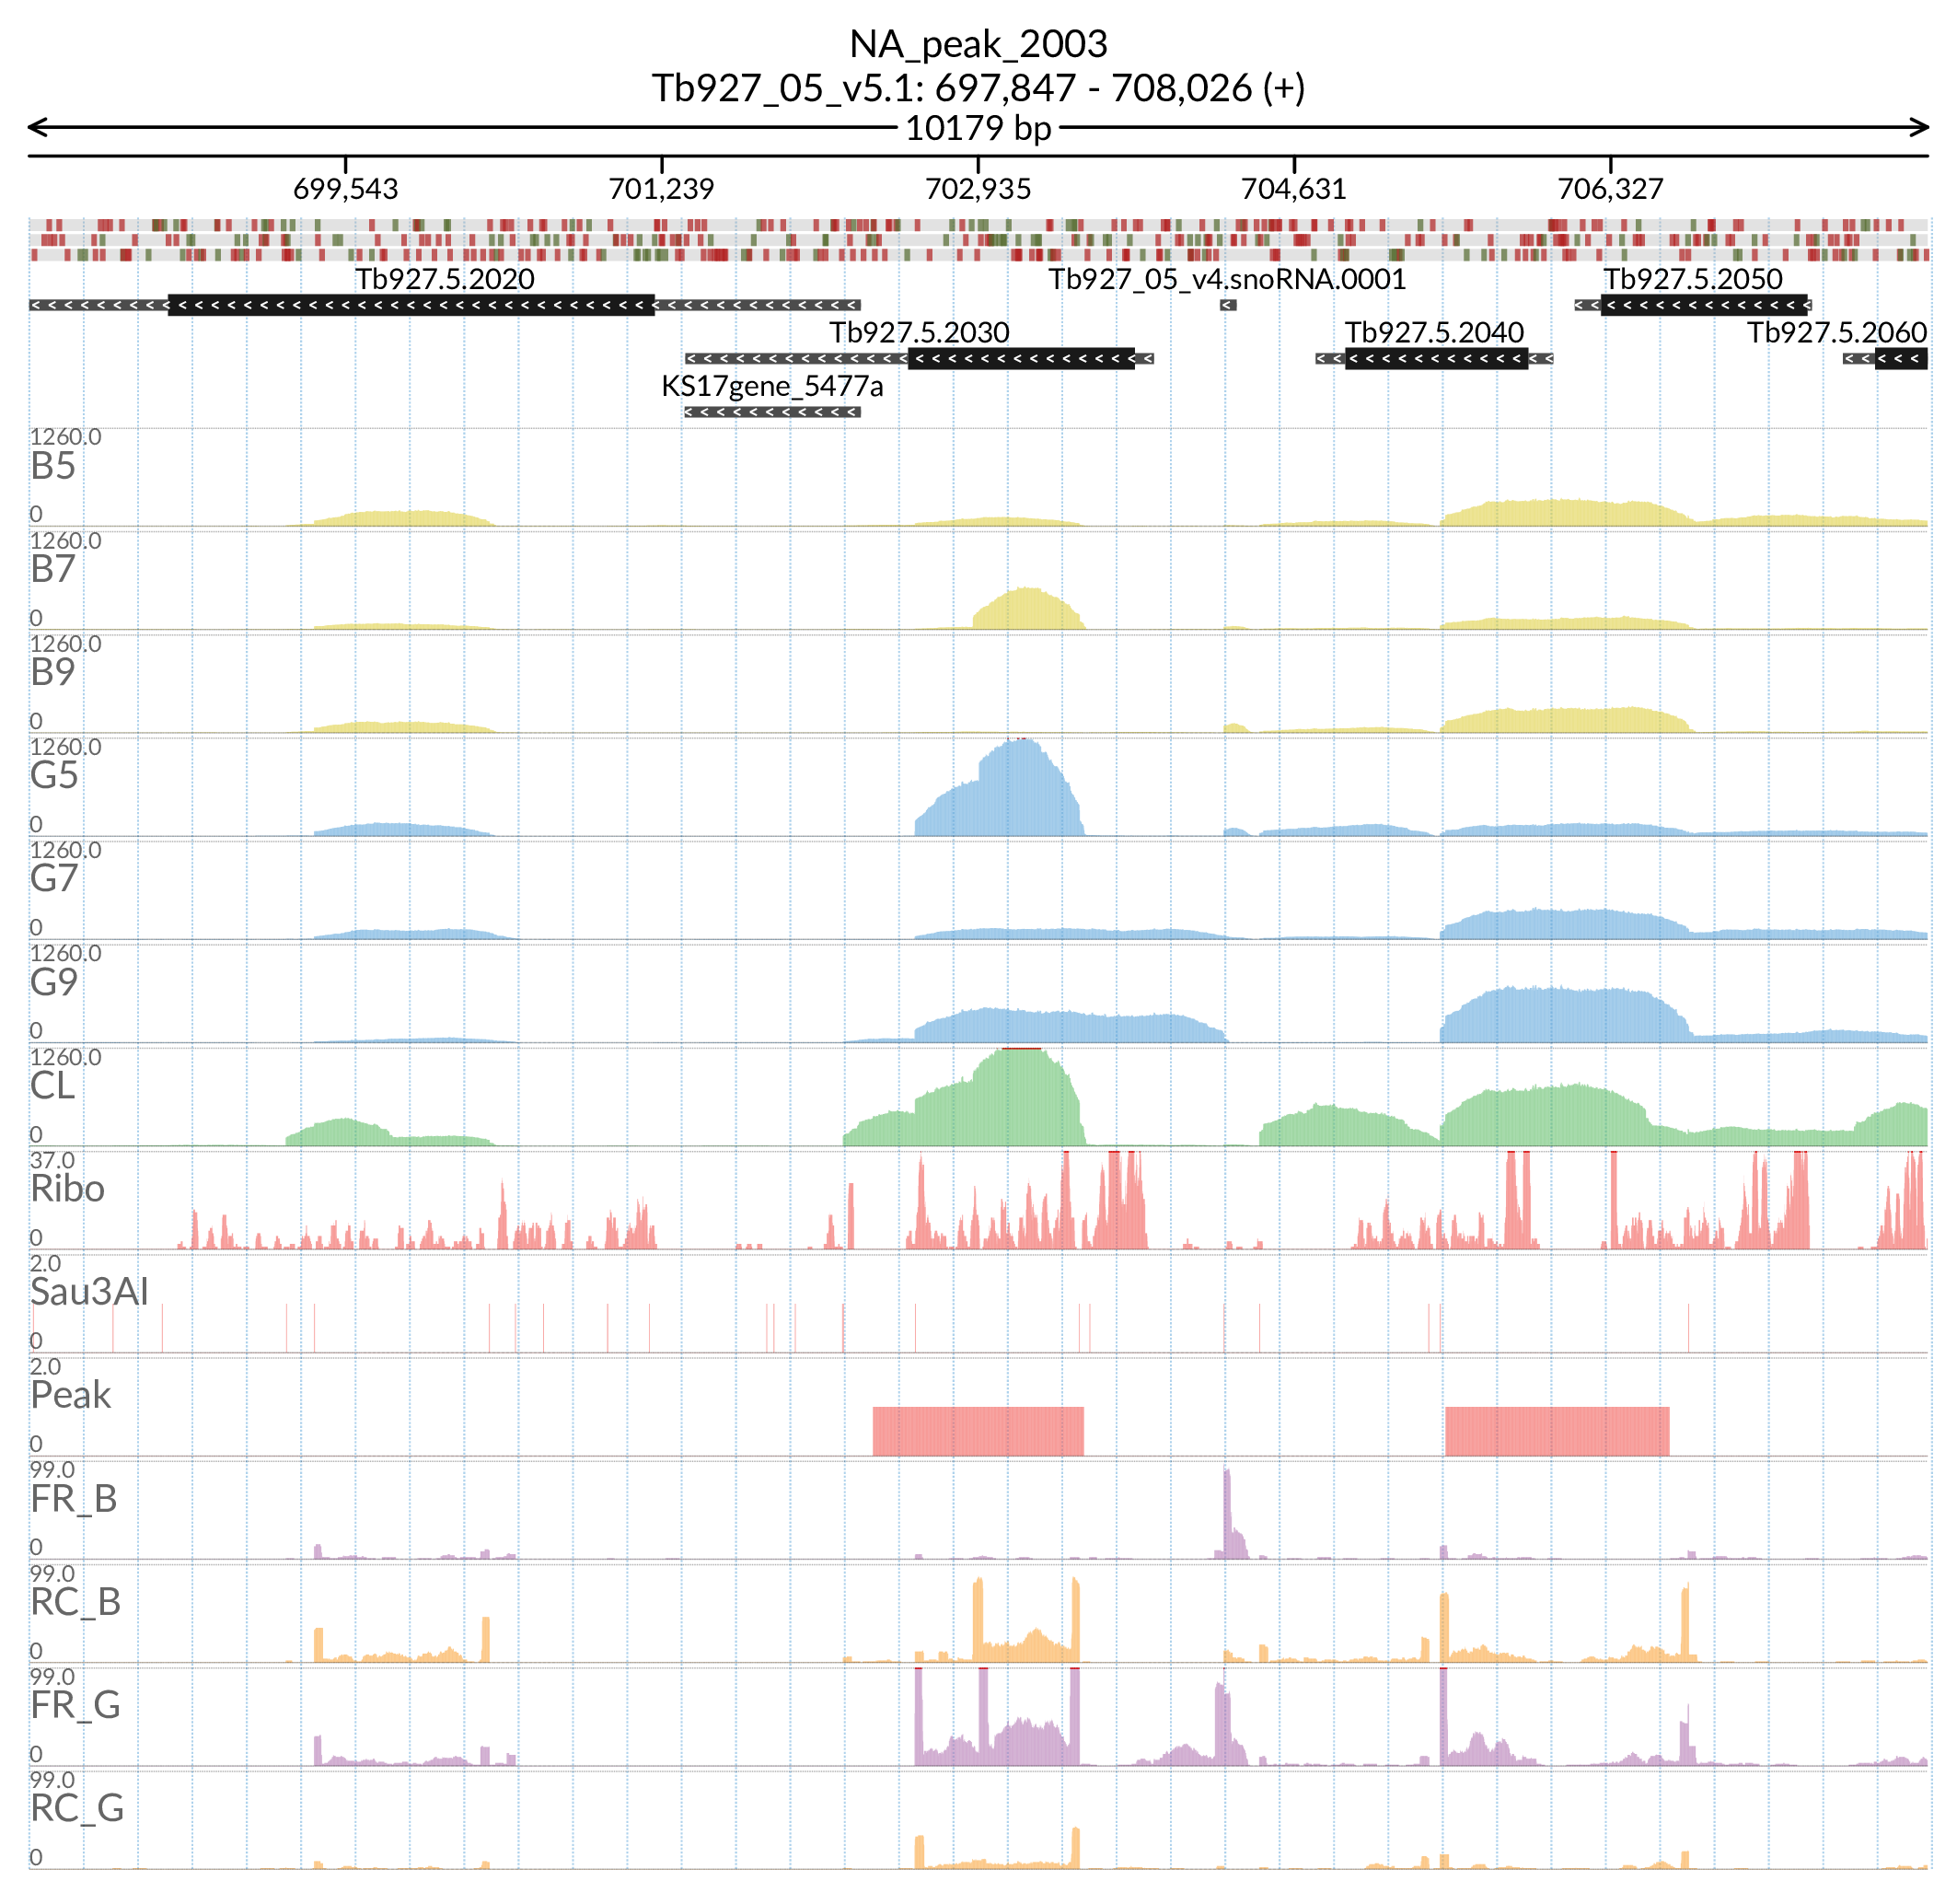 NA_peak_2003
Tb927_05_v5.1: 697,847 - 708,026 (+)
10179 bp
699,543 701,239 702,935 704,631 706,327
Tb927.5.2020 Tb927_05_v4.snoRNA.0001 Tb927.5.2050
Tb927.5.2030 Tb927.5.2040 Tb927.5.2060
KS17gene_5477a
1260.0
B5
0
1260.0
B7
0
1260.0
B9
0
1260.0
G5
0
1260.0
G7
0
1260.0
G9
0
1260.0
CL
0
37.0
Ribo
0
2.0
Sau3AI
0
2.0
Peak
0
99.0
FR_B
0
99.0
RC_B
0
99.0
FR_G
0
99.0
RC_G
0